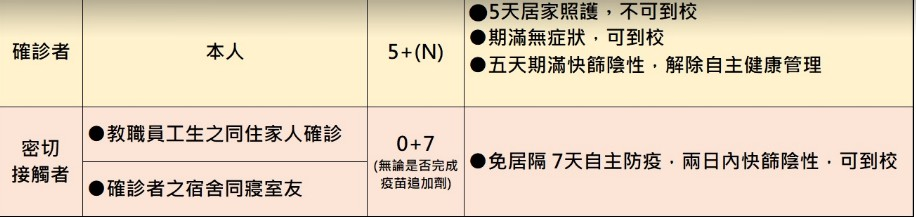 確診者
本人
5+(N)
●5天居家照護，不可到校
●期滿無症狀，可到校
●五天期滿快篩陰性，解除自主健康管理
密切
接觸者
●教職員工生之同住家人確診
●確診者之宿舍同寢室友
0+7
(無論是否完成
疫苗追加劑)
●免居隔 7天自主防疫，兩日內快篩陰性，可到校